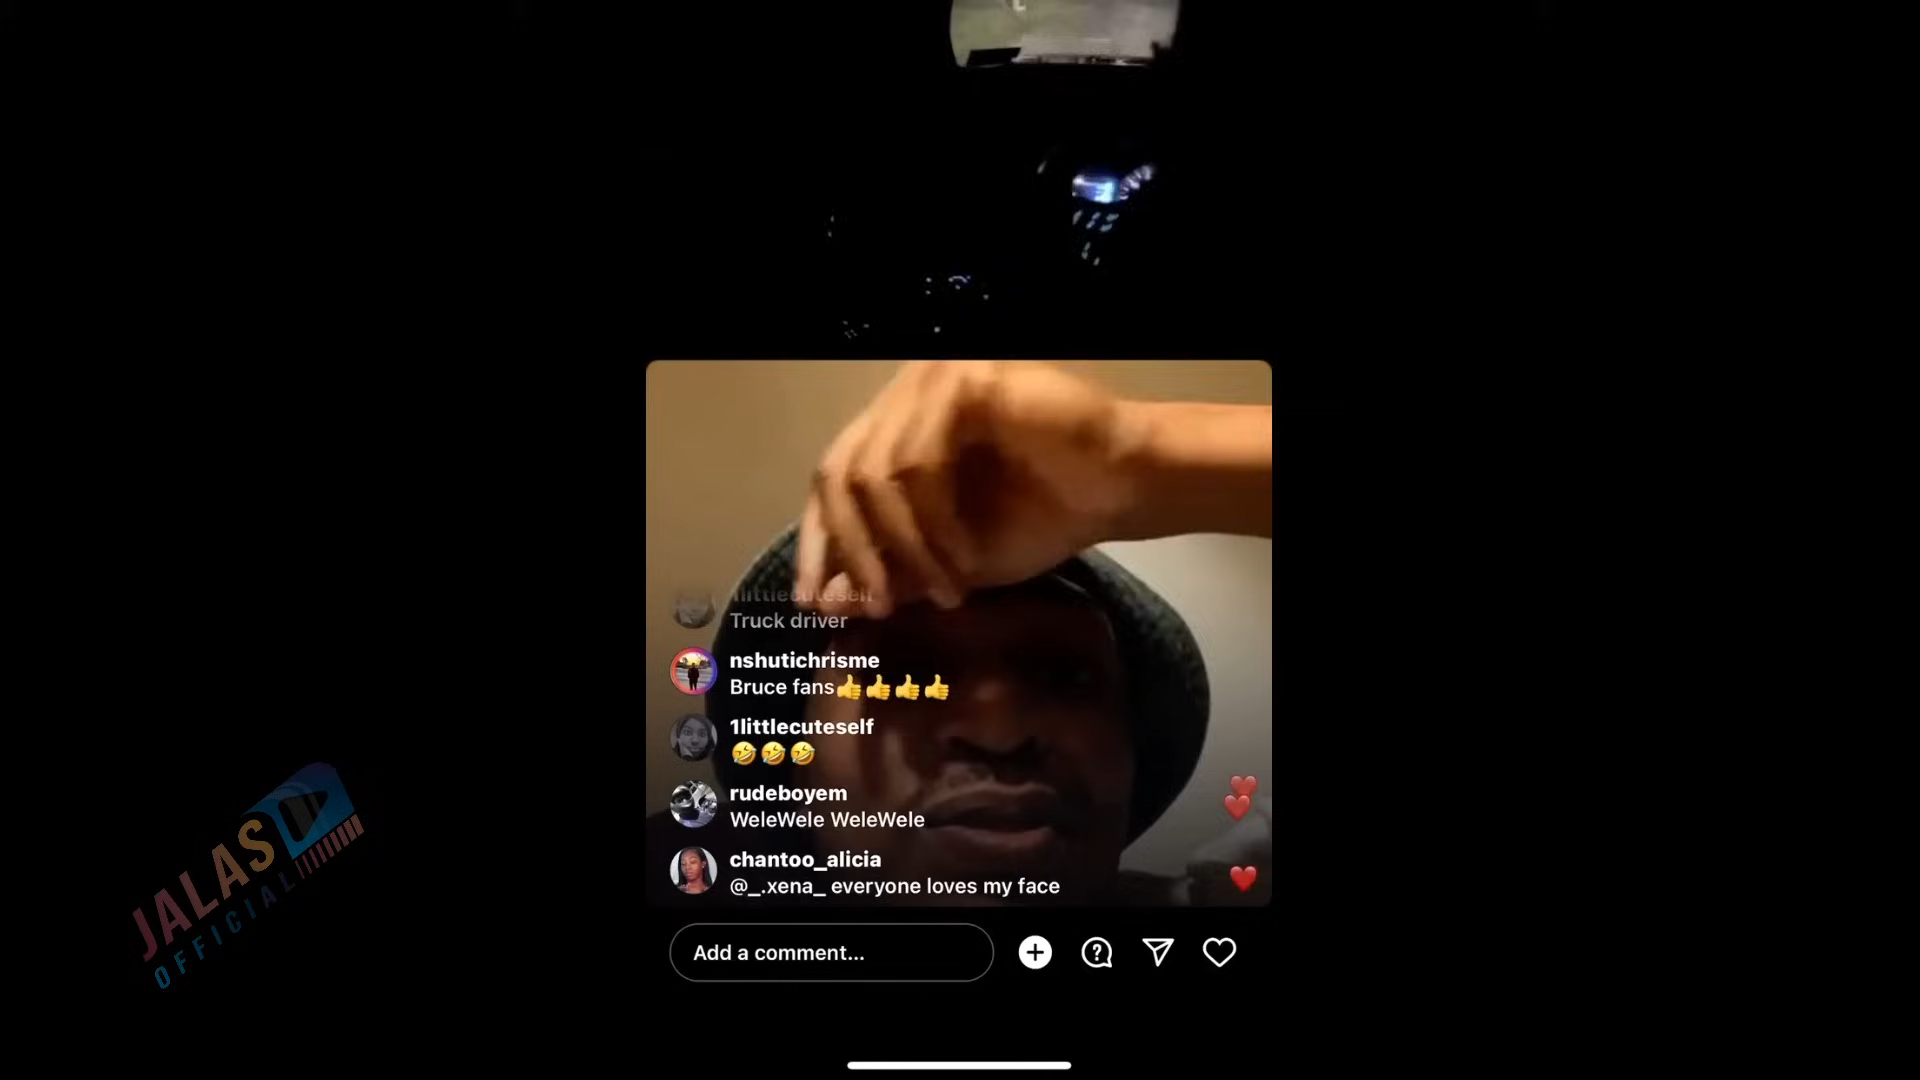 1littlecuteself
Truck driver
nshutichrisme
Bruce fans👍👍👍👍
1littlecuteself
🤣🤣🤣
rudeboyem
WeleWele WeleWele
chantoo_alicia
@_.xena_ everyone loves my face
Add a comment...
JALAS
OFFICIAL